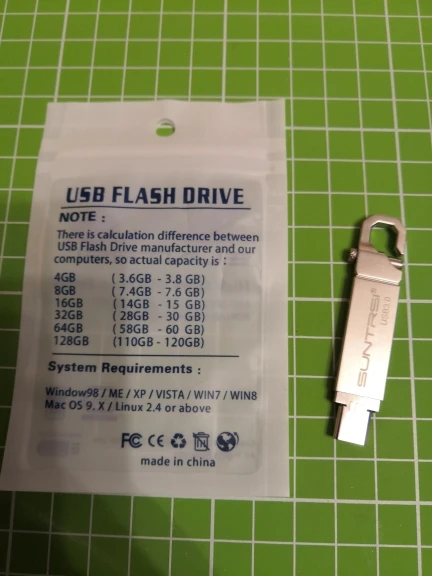 USB FLASH DRIVE
NOTE :
There is calculation difference between
USB Flash Drive manufacturer and our
computers, so actual capacity is :
4GB ( 3.6GB - 3.8 GB )
8GB ( 7.4GB - 7.6 GB )
16GB (14GB - 15 GB)
32GB (28GB - 30 GB)
64GB (58GB - 60 GB)
128GB (110GB - 120GB)
System Requirements :
Window98 / ME / XP / VISTA / WIN7 / WIN8
Mac OS 9. X / Linux 2.4 or above
FC CE
made in china
SUNTRSI®
USB3.0